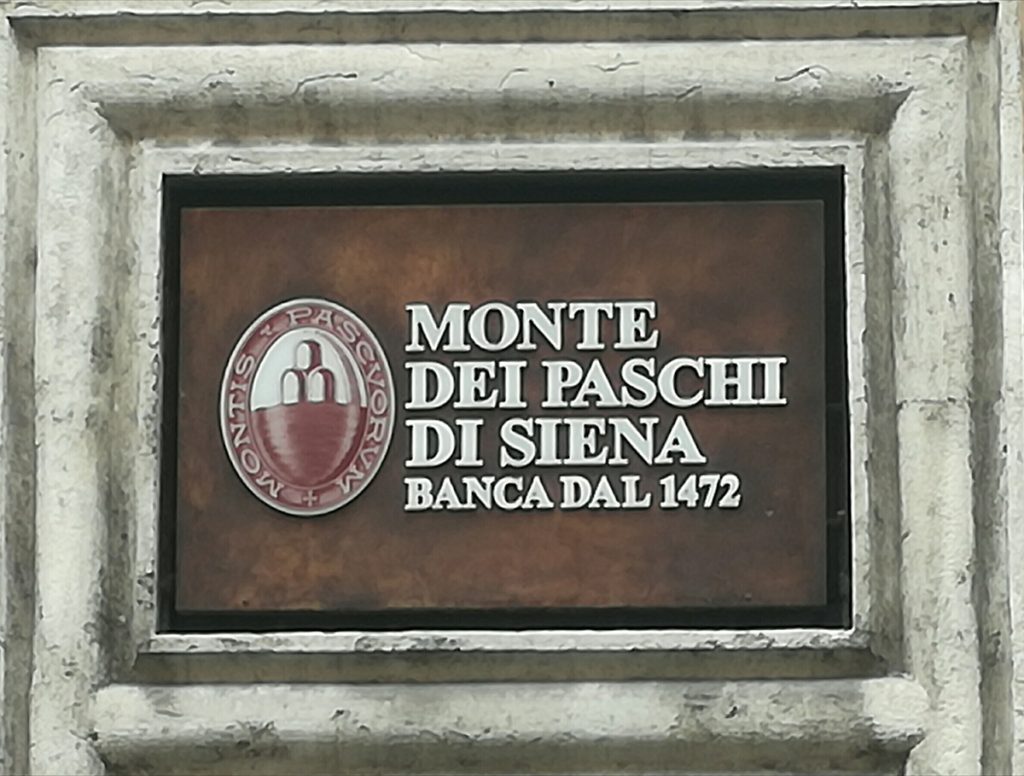 MONTIS · PASCVORVM
MONTE
DEI PASCHI
DI SIENA
BANCA DAL 1472